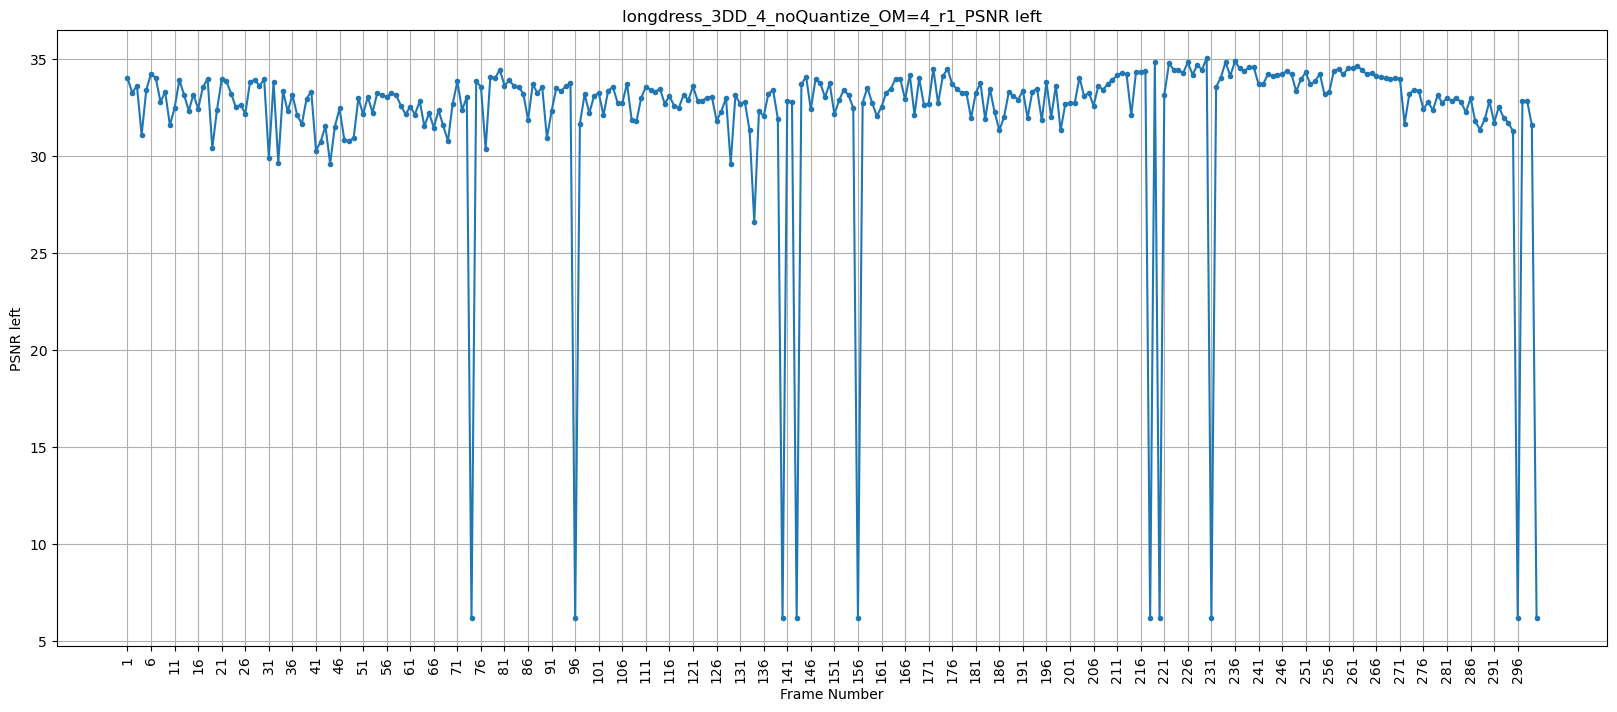 longdress_3DD_4_noQuantize_OM=4_r1_PSNR left
PSNR left
35
30
25
20
15
10
5
1 6 11 16 21 26 31 36 41 46 51 56 61 66 71 76 81 86 91 96 101 106 111 116 121 126 131 136 141 146 151 156 161 166 171 176 181 186 191 196 201 206 211 216 221 226 231 236 241 246 251 256 261 266 271 276 281 286 291 296
Frame Number